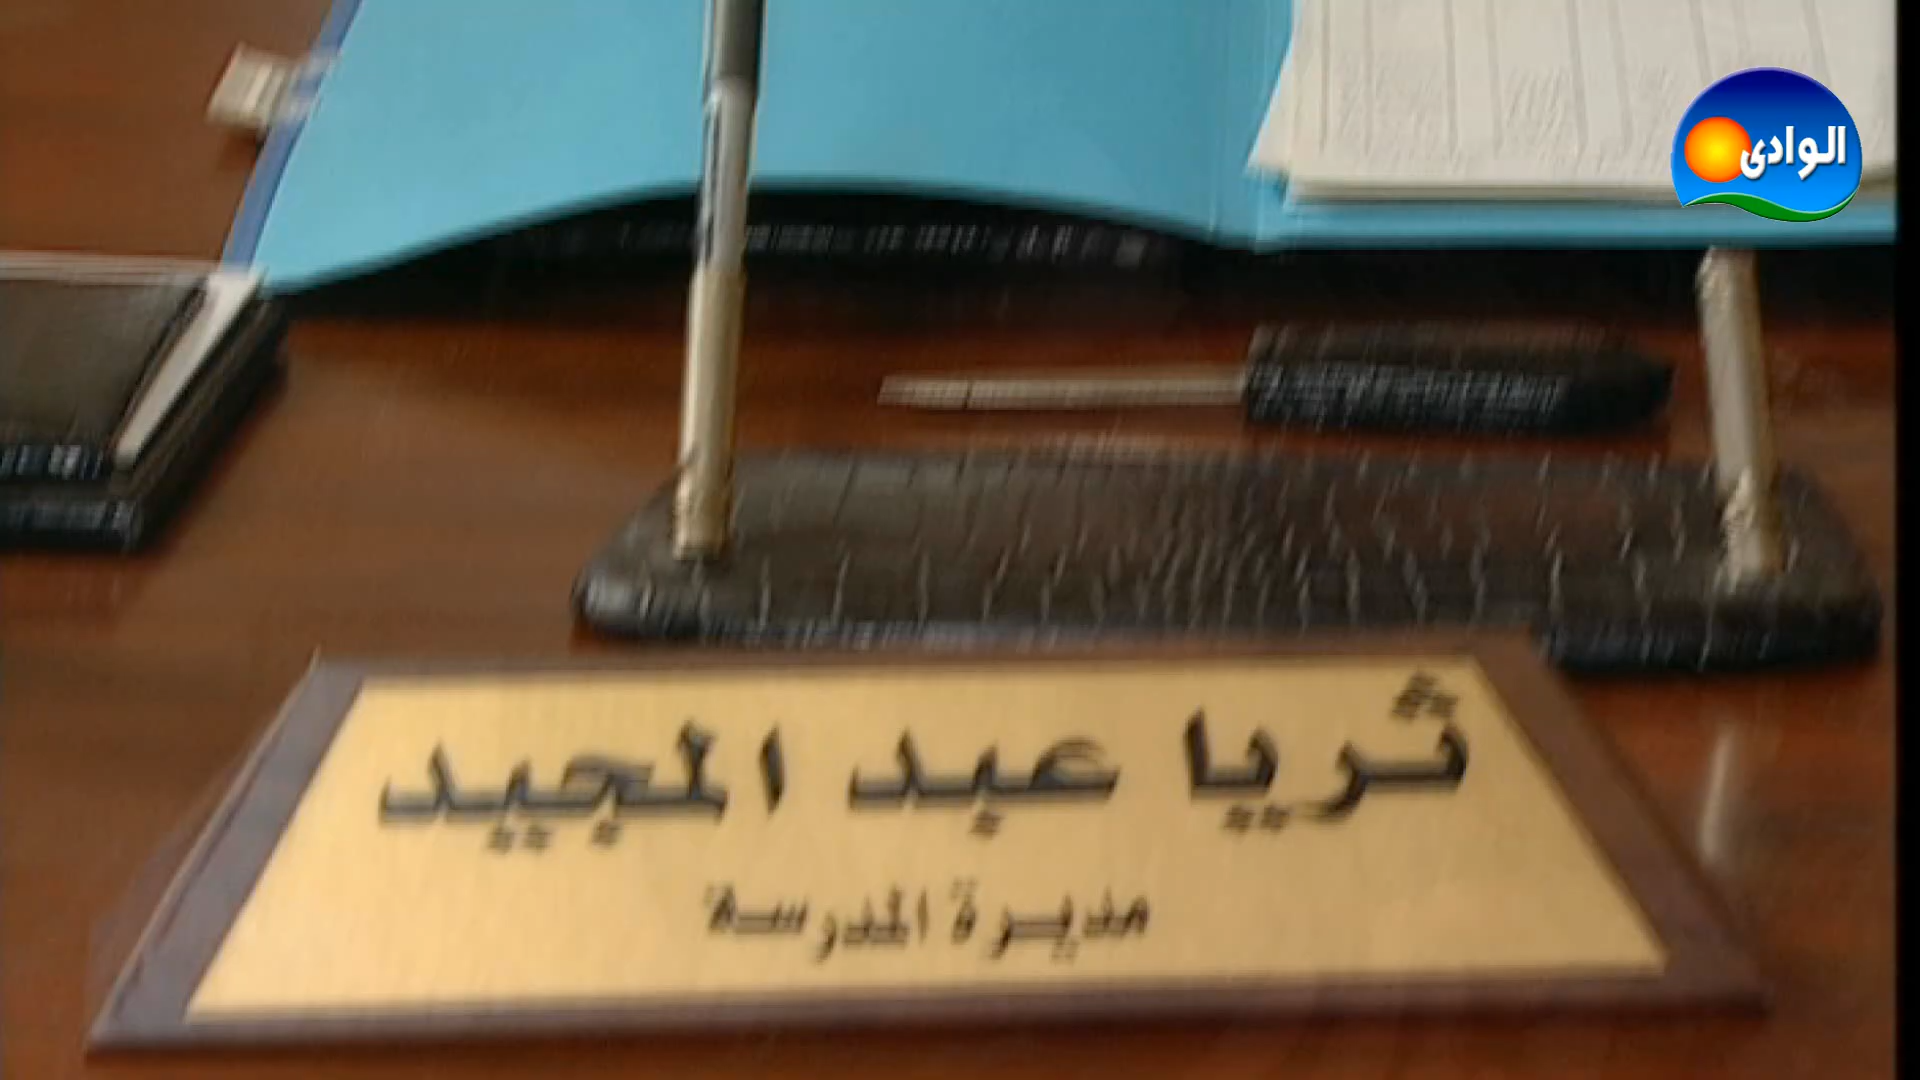 الوادى
ثريا عبد المجيد
مديرة المدرسة